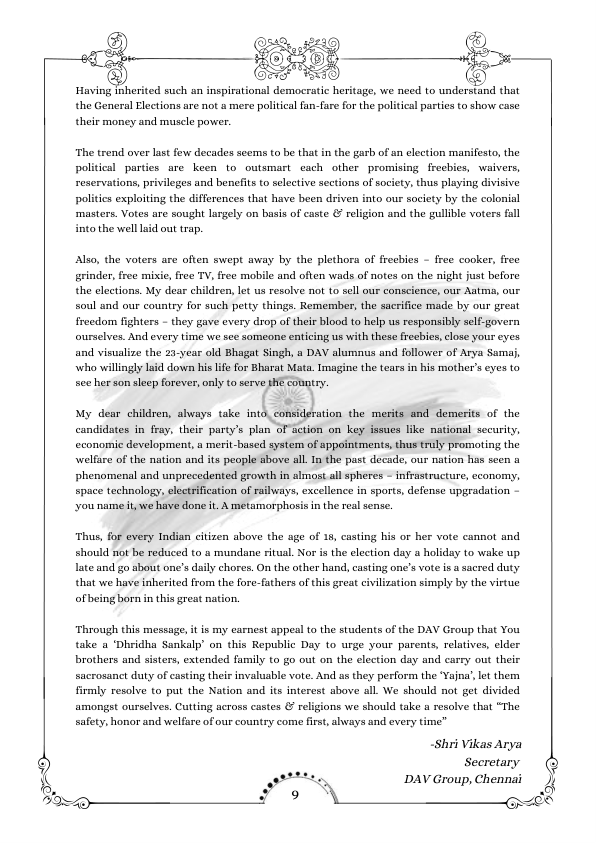 Having inherited such an inspirational democratic heritage, we need to understand that
the General Elections are not a mere political fan-fare for the political parties to show case
their money and muscle power.
The trend over last few decades seems to be that in the garb of an election manifesto, the
political parties are keen to outsmart each other promising freebies, waivers,
reservations, privileges and benefits to selective sections of society, thus playing divisive
politics exploiting the differences that have been driven into our society by the colonial
masters. Votes are sought largely on basis of caste & religion and the gullible voters fall
into the well laid out trap.
Also, the voters are often swept away by the plethora of freebies – free cooker, free
grinder, free mixie, free TV, free mobile and often wads of notes on the night just before
the elections. My dear children, let us resolve not to sell our conscience, our Aatma, our
soul and our country for such petty things. Remember, the sacrifice made by our great
freedom fighters – they gave every drop of their blood to help us responsibly self-govern
ourselves. And every time we see someone enticing us with these freebies, close your eyes
and visualize the 23-year old Bhagat Singh, a DAV alumnus and follower of Arya Samaj,
who willingly laid down his life for Bharat Mata. Imagine the tears in his mother's eyes to
see her son sleep forever, only to serve the country.
My dear children, always take into consideration the merits and demerits of the
candidates in fray, their party's plan of action on key issues like national security,
economic development, a merit-based system of appointments, thus truly promoting the
welfare of the nation and its people above all. In the past decade, our nation has seen a
phenomenal and unprecedented growth in almost all spheres – infrastructure, economy,
space technology, electrification of railways, excellence in sports, defense upgradation –
you name it, we have done it. A metamorphosis in the real sense.
Thus, for every Indian citizen above the age of 18, casting his or her vote cannot and
should not be reduced to a mundane ritual. Nor is the election day a holiday to wake up
late and go about one's daily chores. On the other hand, casting one's vote is a sacred duty
that we have inherited from the fore-fathers of this great civilization simply by the virtue
of being born in this great nation.
Through this message, it is my earnest appeal to the students of the DAV Group that You
take a 'Dhridha Sankalp' on this Republic Day to urge your parents, relatives, elder
brothers and sisters, extended family to go out on the election day and carry out their
sacrosanct duty of casting their invaluable vote. And as they perform the 'Yajna', let them
firmly resolve to put the Nation and its interest above all. We should not get divided
amongst ourselves. Cutting across castes & religions we should take a resolve that "The
safety, honor and welfare of our country come first, always and every time"
-Shri Vikas Arya
Secretary
DAV Group, Chennai
9